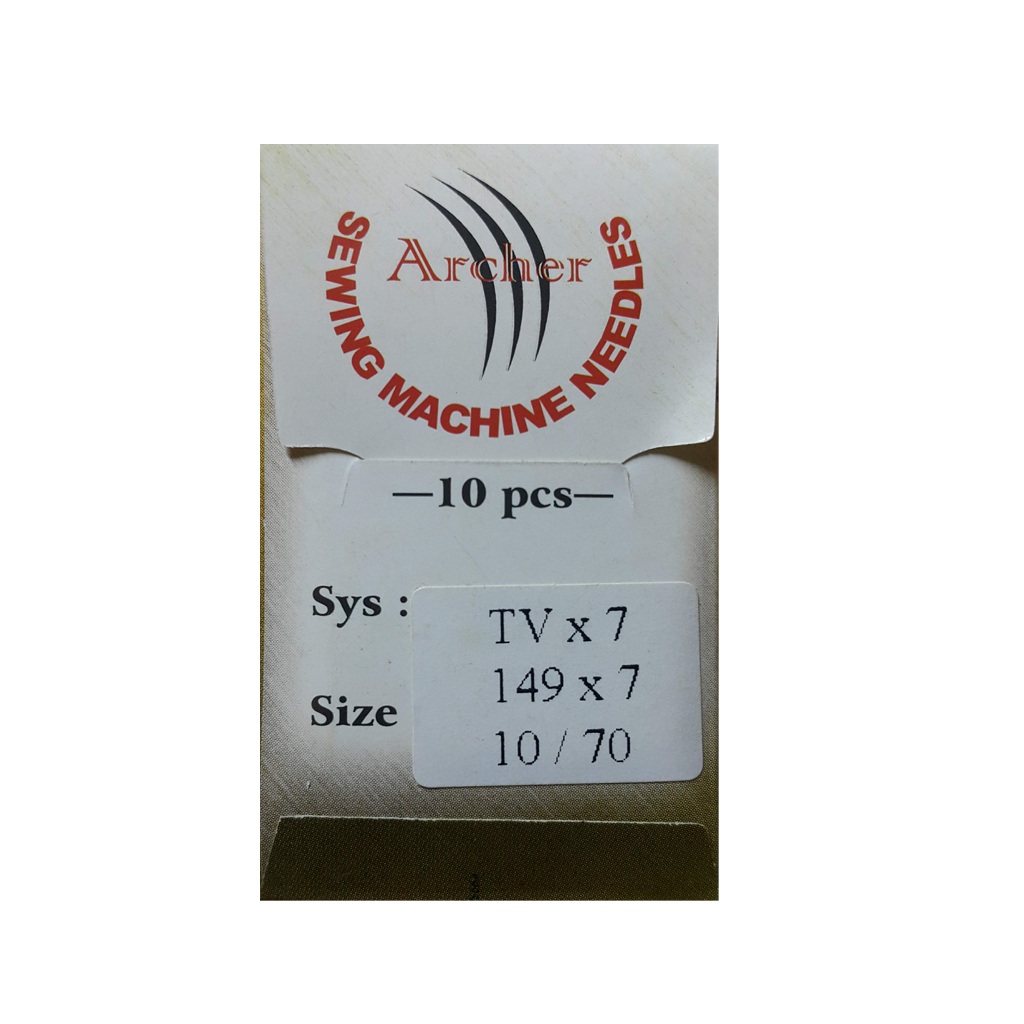 Archer
SEWING MACHINE NEEDLES
—10 pcs—
Sys :
TV x 7
149 x 7
Size
10 / 70